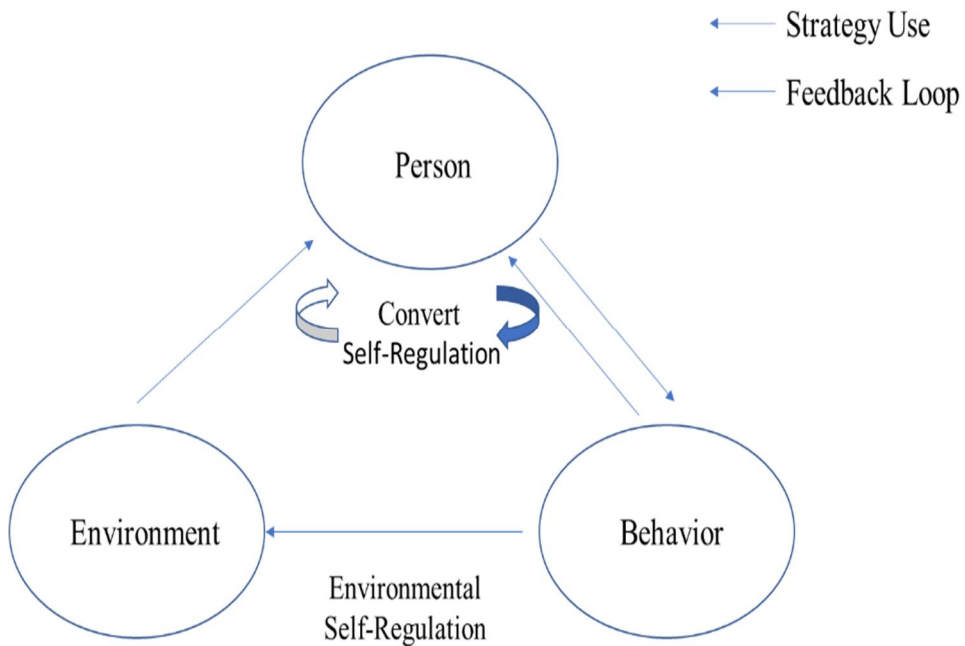 Strategy Use
Feedback Loop
Person
Convert
Self-Regulation
Environment
Behavior
Environmental
Self-Regulation